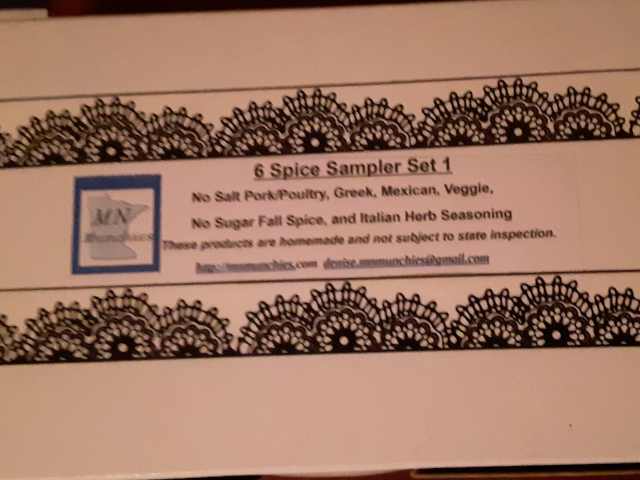 6 Spice Sampler Set 1
No Salt Pork/Poultry, Greek, Mexican, Veggie,
No Sugar Fall Spice, and Italian Herb Seasoning
These products are homemade and not subject to state inspection.
http://mnmunchies.com denise.mnmunchies@gmail.com
MN
Munchies